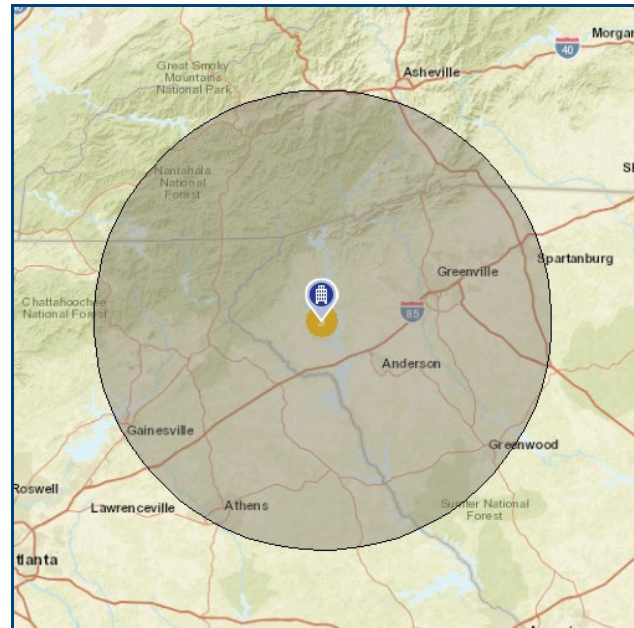 Morgan
40
Great Smoky
Mountains
National Park
Asheville
Nantahala
National
Forest
S
Spartanburg
Greenville
Chattahoochee
National Forest
85
Anderson
Gainesville
Greenwood
Roswell
Lawrenceville
Athens
Sumter National
Forest
tlanta